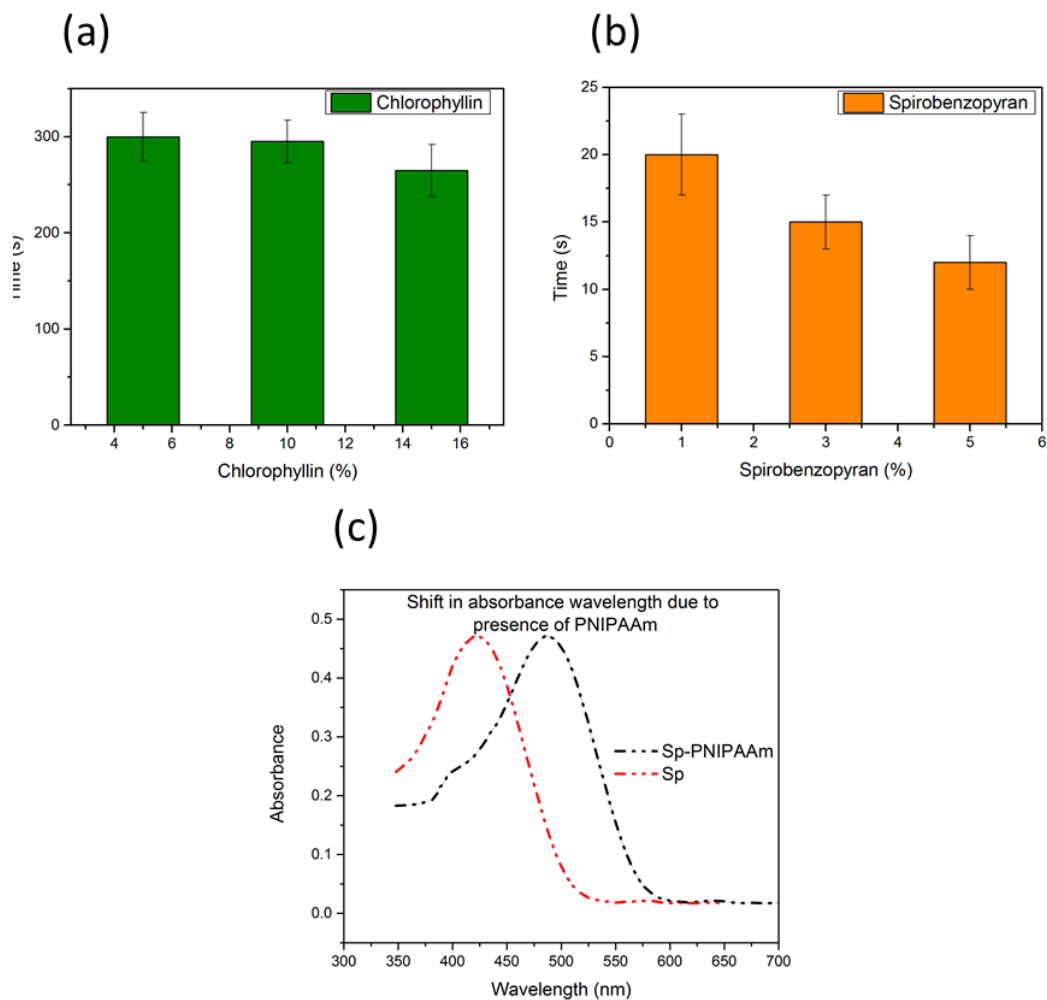 (a)
(b)
Chlorophyllin
300
200
100
0
4 6 8 10 12 14 16
Chlorophyllin (%)
Spirobenzopyran
25
20
15
10
5
0
Time (s)
0 1 2 3 4 5 6
Spirobenzopyran (%)
(c)
Shift in absorbance wavelength due to
presence of PNIPAAm
Sp-PNIPAAm
Sp
0.5
0.4
0.3
0.2
0.1
0.0
Absorbance
300 350 400 450 500 550 600 650 700
Wavelength (nm)